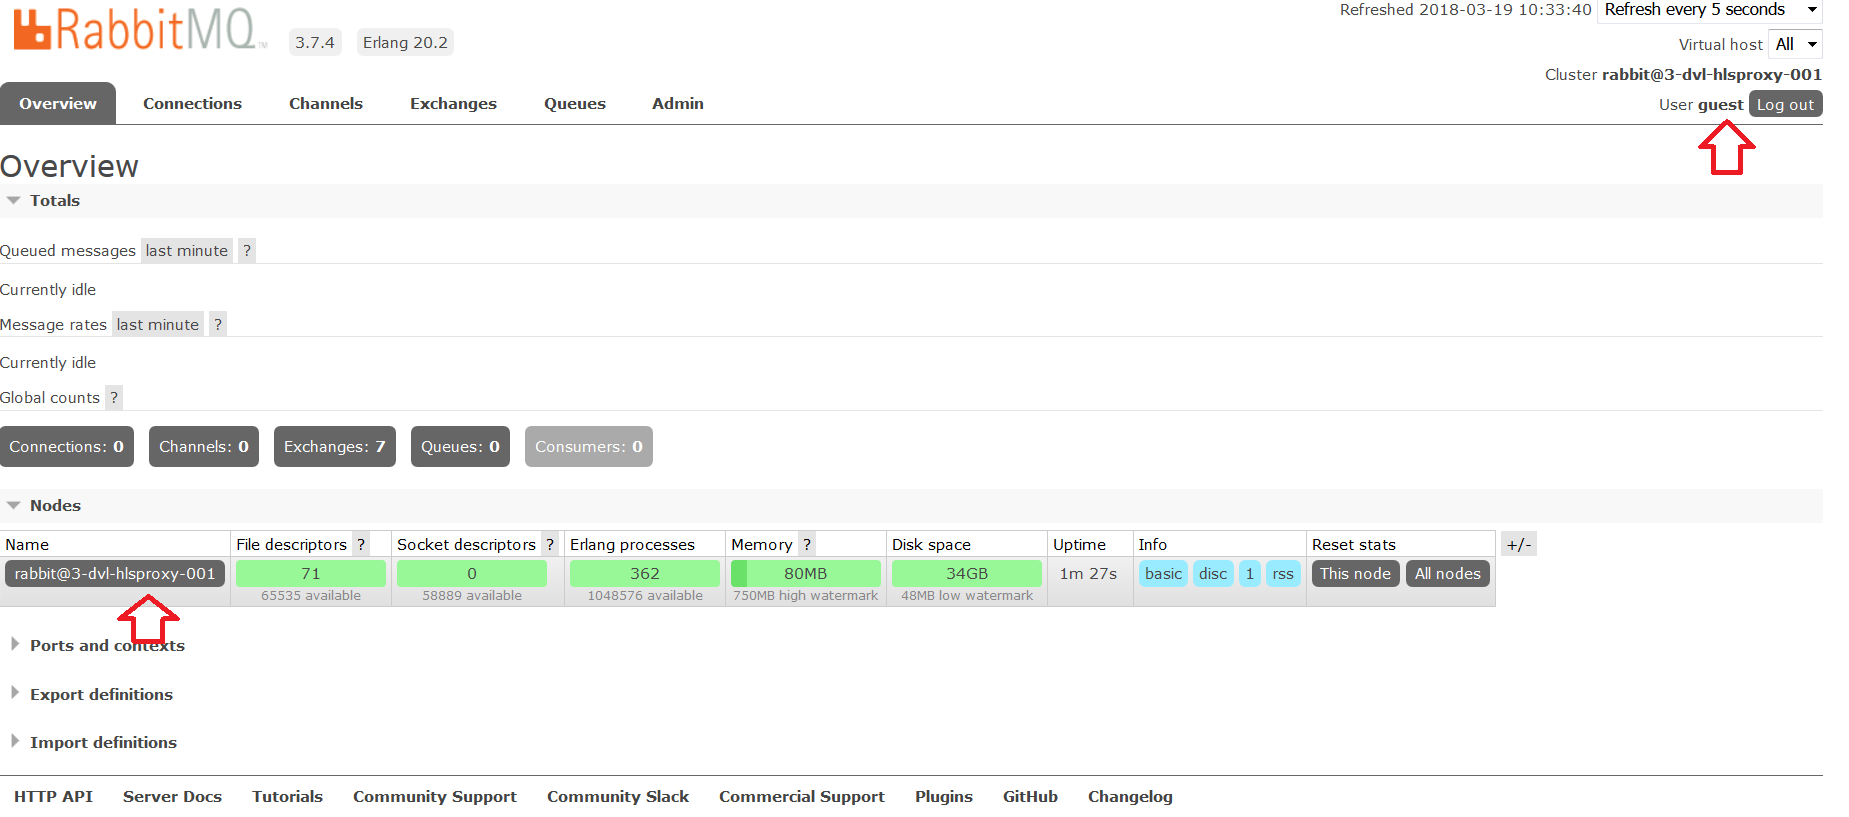 RabbitMQ TM 3.7.4 Erlang 20.2
Refreshed 2018-03-19 10:33:40 Refresh every 5 seconds
Virtual host All
Cluster rabbit@3-dvl-hlsproxy-001
User guest Log out
Overview Connections Channels Exchanges Queues Admin
Overview
Totals
Queued messages last minute ?
Currently idle
Message rates last minute ?
Currently idle
Global counts ?
Connections: 0 Channels: 0 Exchanges: 7 Queues: 0 Consumers: 0
Nodes
Name File descriptors ? Socket descriptors ? Erlang processes Memory ? Disk space Uptime Info Reset stats +/-
rabbit@3-dvl-hlsproxy-001 71 0 362 80MB 34GB 1m 27s basic disc 1 rss This node All nodes
65535 available 58889 available 1048576 available 750MB high watermark 48MB low watermark
Ports and contexts
Export definitions
Import definitions
HTTP API Server Docs Tutorials Community Support Community Slack Commercial Support Plugins GitHub Changelog